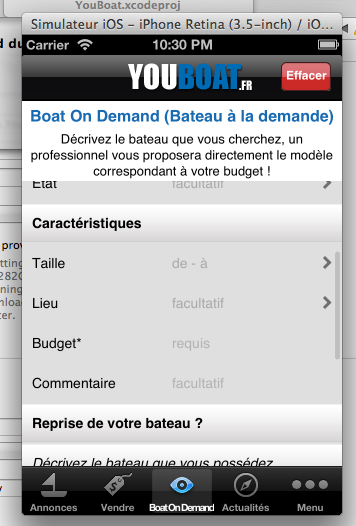 YouBoat.xcodeproj
Simulateur iOS - iPhone Retina (3.5-inch) / iO...
Carrier
10:30 PM
YOUBOAT.FR
Effacer
Boat On Demand (Bateau à la demande)
Décrivez le bateau que vous cherchez, un
professionnel vous proposera directement le modèle
correspondant à votre budget !
Etat facultatif
Caractéristiques
Taille de - à
Lieu facultatif
Budget* requis
Commentaire facultatif
Reprise de votre bateau ?
Décrivez le bateau que vous possédez
Annonces
Vendre
Boat On Demand
Actualités
Menu